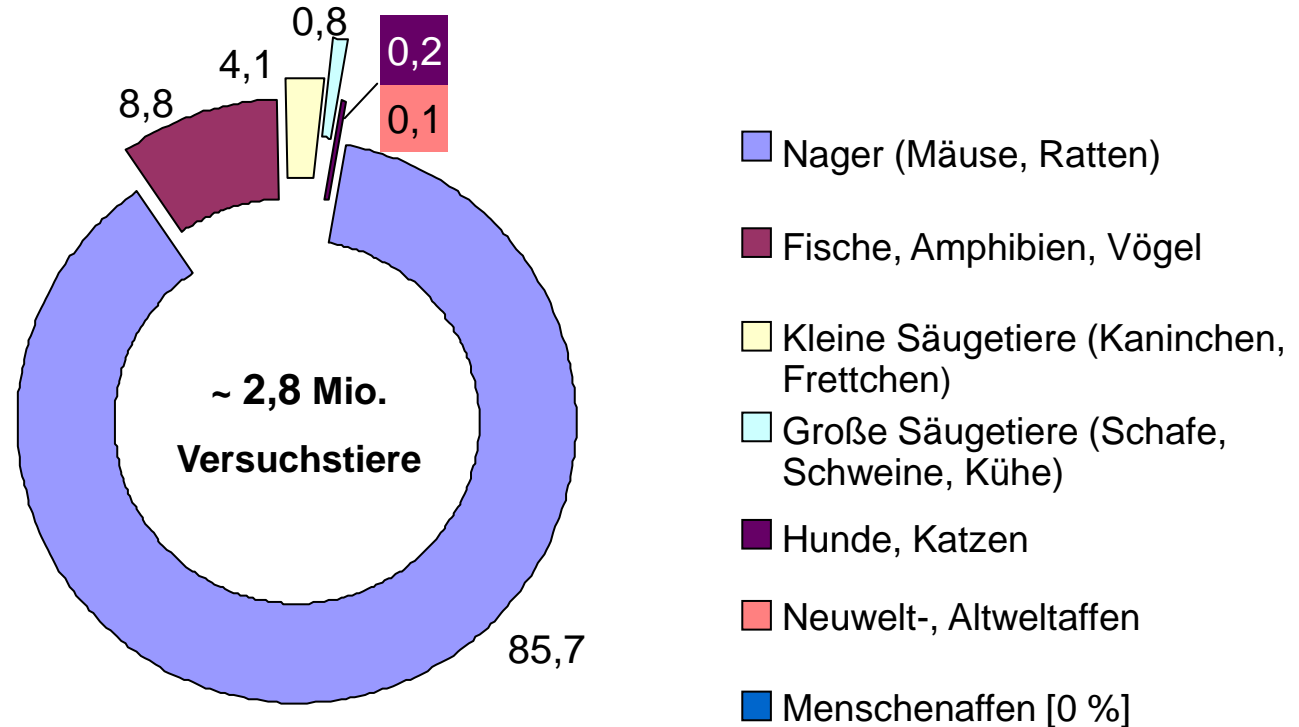 0,8
0,2
4,1
8,8
0,1
~ 2,8 Mio.
Versuchstiere
85,7
Nager (Mäuse, Ratten)
Fische, Amphibien, Vögel
Kleine Säugetiere (Kaninchen,
Frettchen)
Große Säugetiere (Schafe,
Schweine, Kühe)
Hunde, Katzen
Neuwelt-, Altweltaffen
Menschenaffen [0 %]